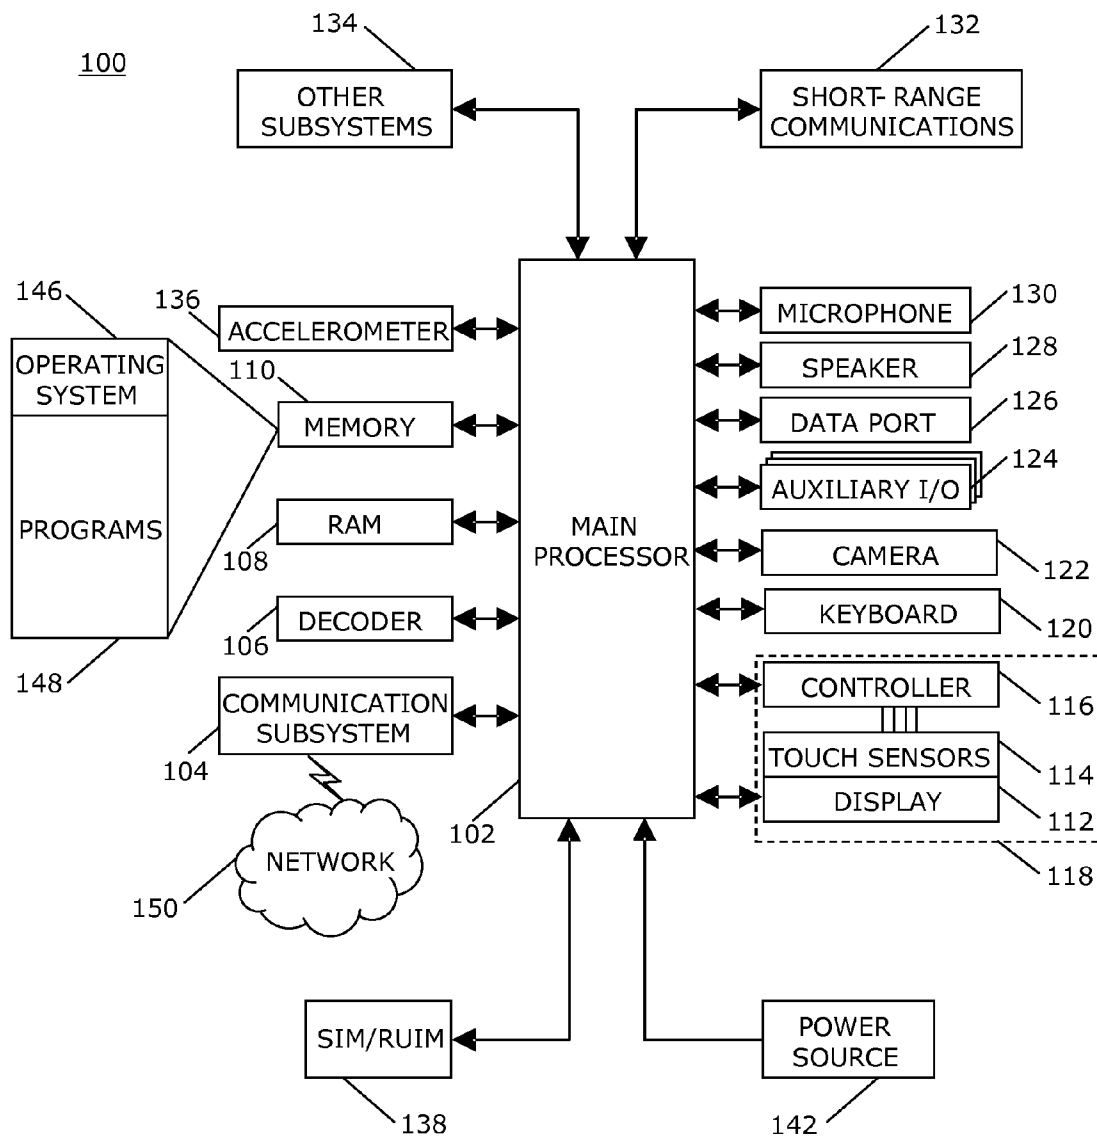 134
132
100
OTHER
SUBSYSTEMS
SHORT-RANGE
COMMUNICATIONS
146
136
ACCELEROMETER
MICROPHONE
130
OPERATING
SYSTEM
110
SPEAKER
128
MEMORY
DATA PORT
126
AUXILIARY I/O
124
PROGRAMS
RAM
108
MAIN
PROCESSOR
CAMERA
122
DECODER
106
KEYBOARD
120
148
COMMUNICATION
SUBSYSTEM
104
CONTROLLER
116
TOUCH SENSORS
114
DISPLAY
112
102
NETWORK
150
118
SIM/RUIM
138
POWER
SOURCE
142